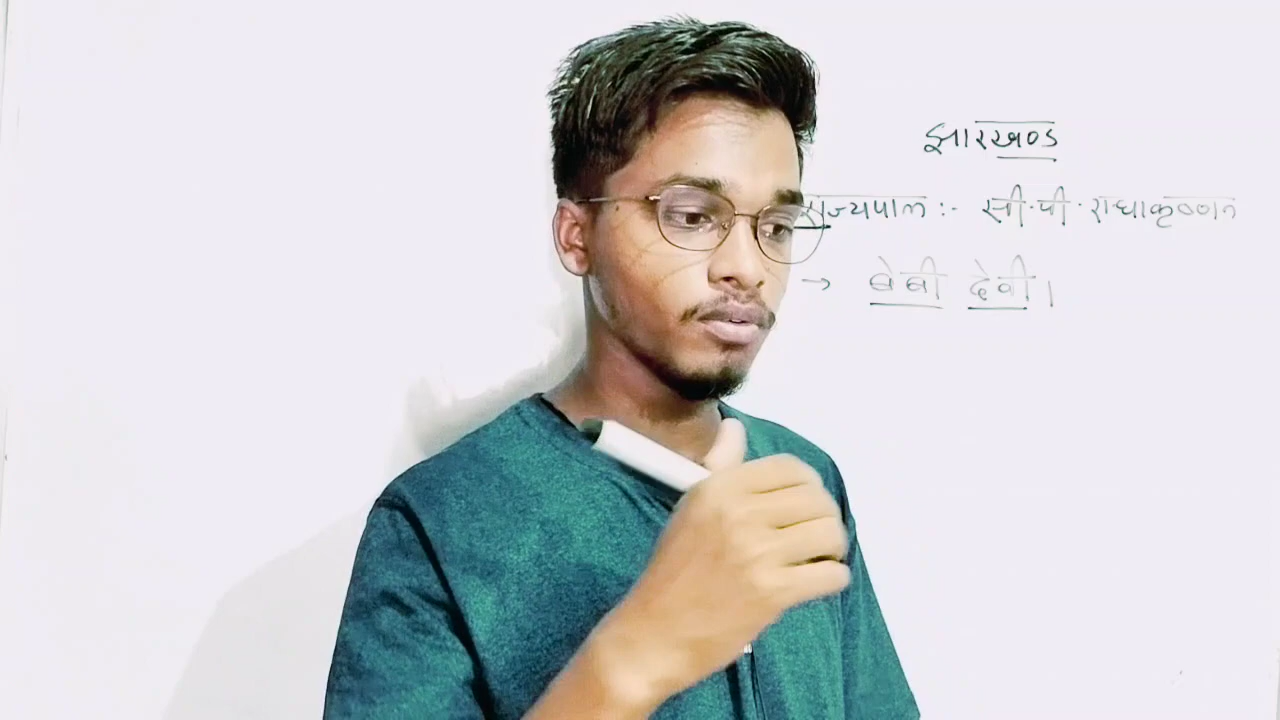 झारखण्ड
राज्यपाल :- सी.पी. राधाकृष्णन
→ बेबी देवी।